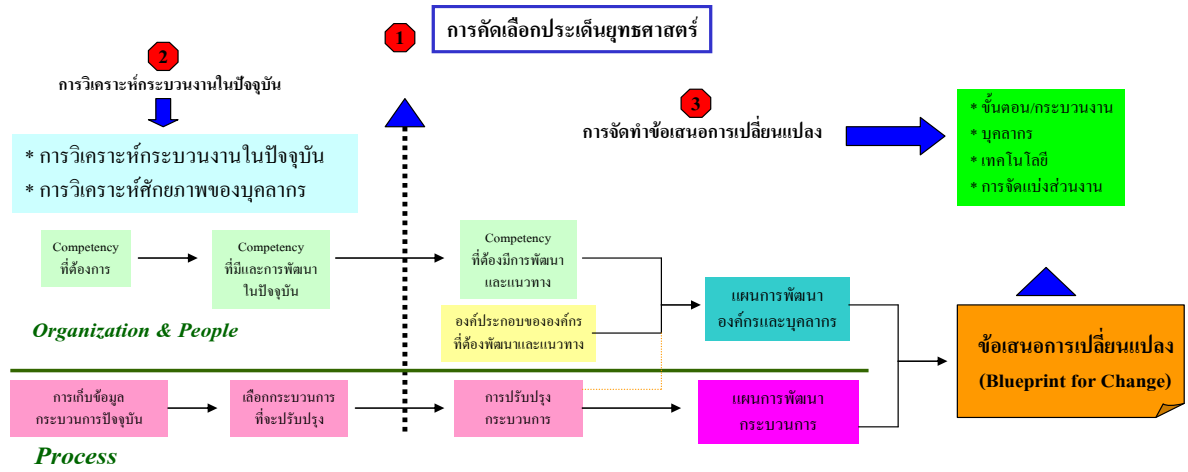 1
การคัดเลือกประเด็นยุทธศาสตร์
2
การวิเคราะห์กระบวนงานในปัจจุบัน
* การวิเคราะห์กระบวนงานในปัจจุบัน
* การวิเคราะห์ศักยภาพของบุคลากร
3
การจัดทำข้อเสนอการเปลี่ยนแปลง
* ขั้นตอน/กระบวนงาน
* บุคลากร
* เทคโนโลยี
* การจัดแบ่งส่วนงาน
Competency
ที่ต้องการ
Competency
ที่มีและการพัฒนา
ในปัจจุบัน
Competency
ที่ต้องมีการพัฒนา
และแนวทาง
องค์ประกอบขององค์กร
ที่ต้องพัฒนาและแนวทาง
แผนการพัฒนา
องค์กรและบุคลากร
Organization & People
ข้อเสนอการเปลี่ยนแปลง
(Blueprint for Change)
การเก็บข้อมูล
กระบวนการปัจจุบัน
เลือกกระบวนการ
ที่จะปรับปรุง
การปรับปรุง
กระบวนการ
แผนการพัฒนา
กระบวนการ
Process